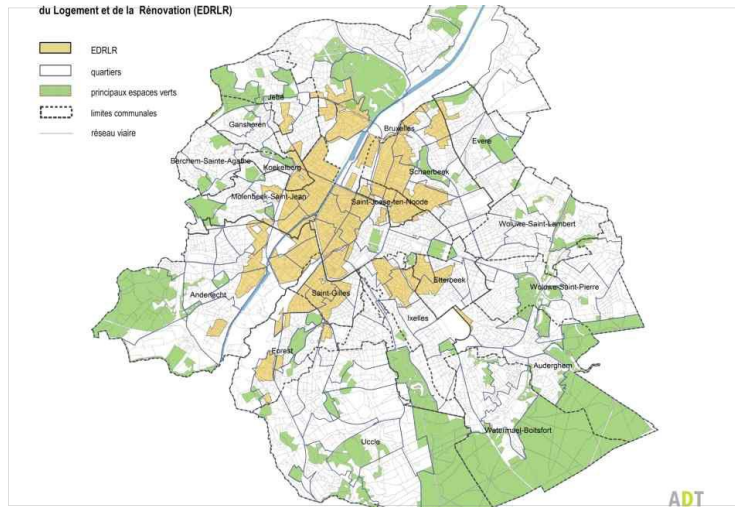 du Logement et de la Rénovation (EDRLR)
EDRLR
quartiers
principaux espaces verts
limites communales
réseau viaire
Jette
Ganshoren
Bruxelles
Evere
Berchem-Sainte-Agathe
Koekelberg
Schaerbeek
Molenbeek-Saint-Jean
Saint-Josse-ten-Noode
Woluwe-Saint-Lambert
Etterbeek
Woluwe-Saint-Pierre
Anderlecht
Saint-Gilles
Ixelles
Forest
Auderghem
Watermael-Boitsfort
Uccle
ADT